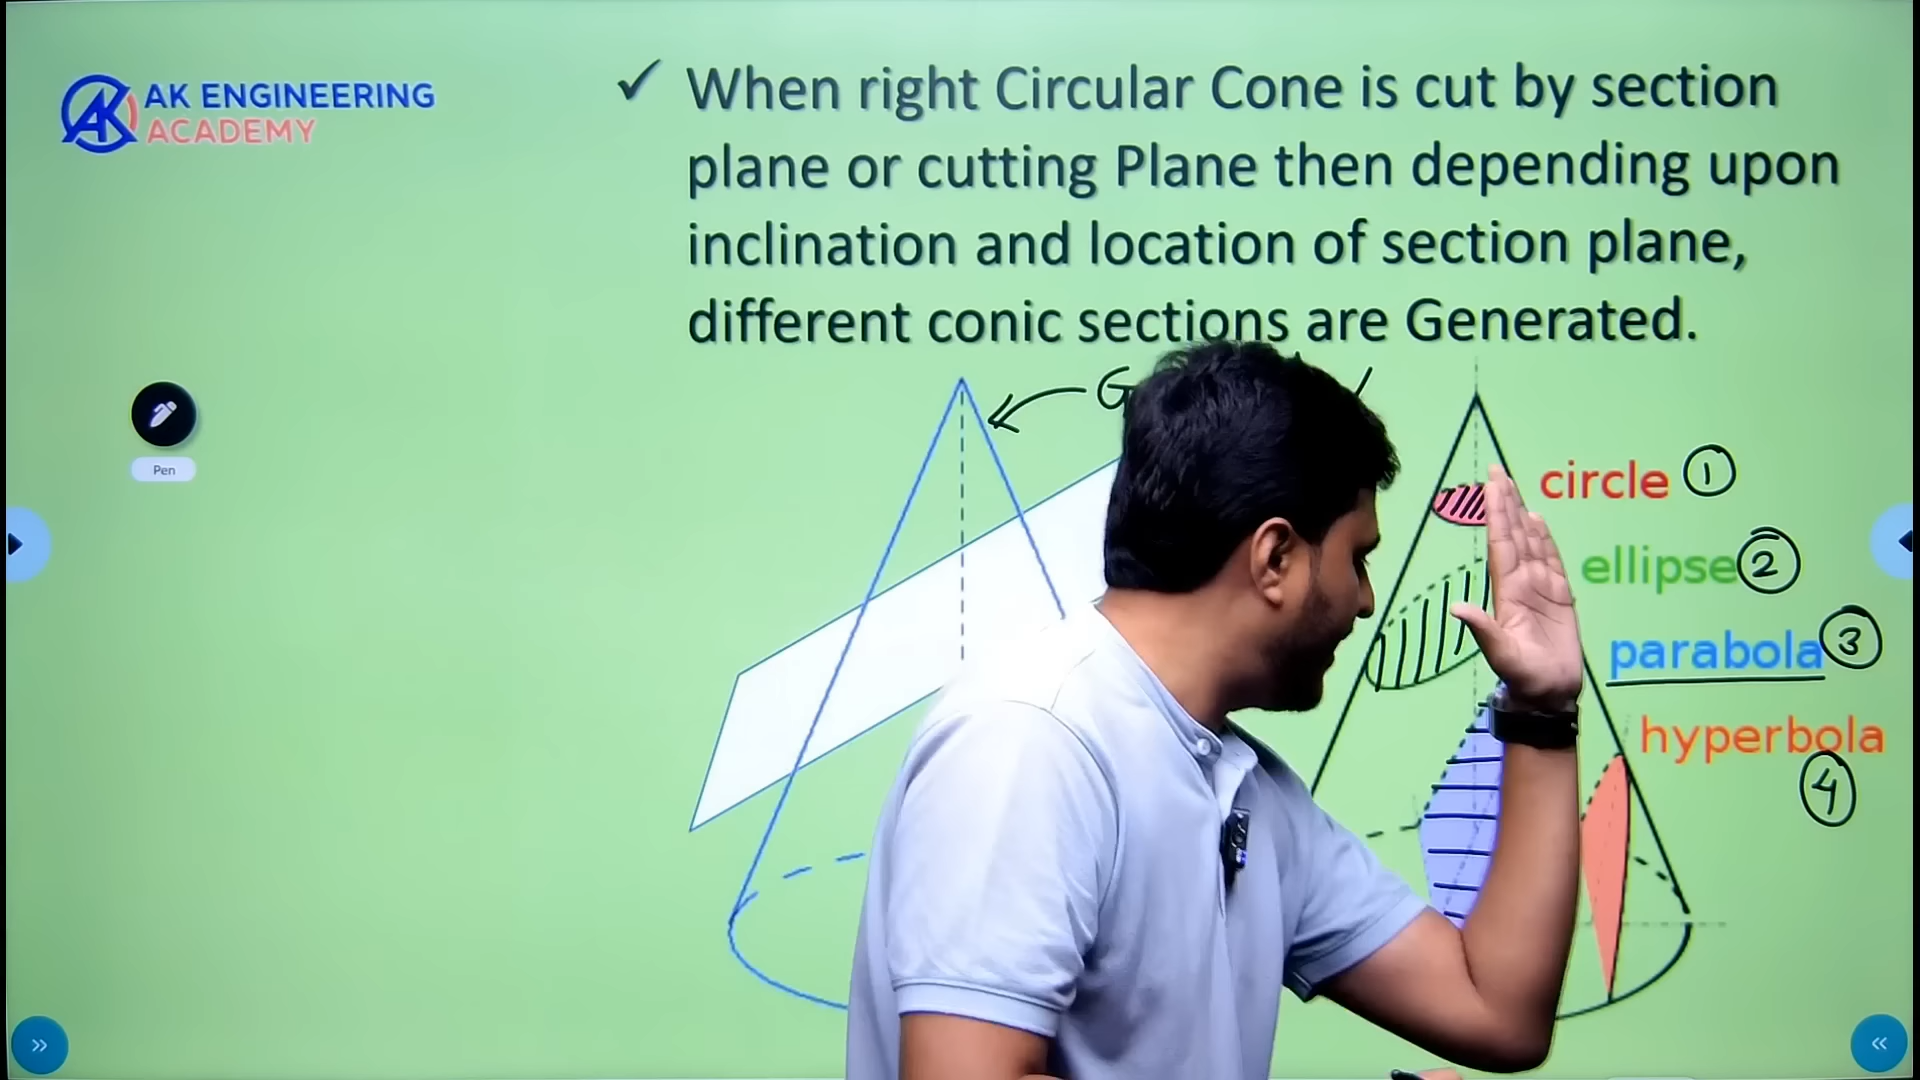 AK ENGINEERING
ACADEMY
✓ When right Circular Cone is cut by section
plane or cutting Plane then depending upon
inclination and location of section plane,
different conic sections are Generated.
G
Pen
circle ①
ellipse ②
parabola ③
hyperbola
④